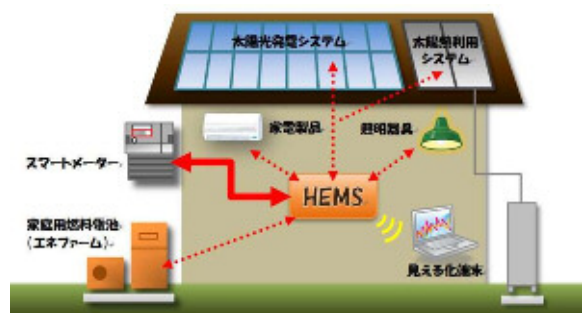 太陽光発電システム
太陽熱利用
システム
家電製品
照明器具
スマートメーター
HEMS
家庭用燃料電池
(エネファーム)
見える化端末